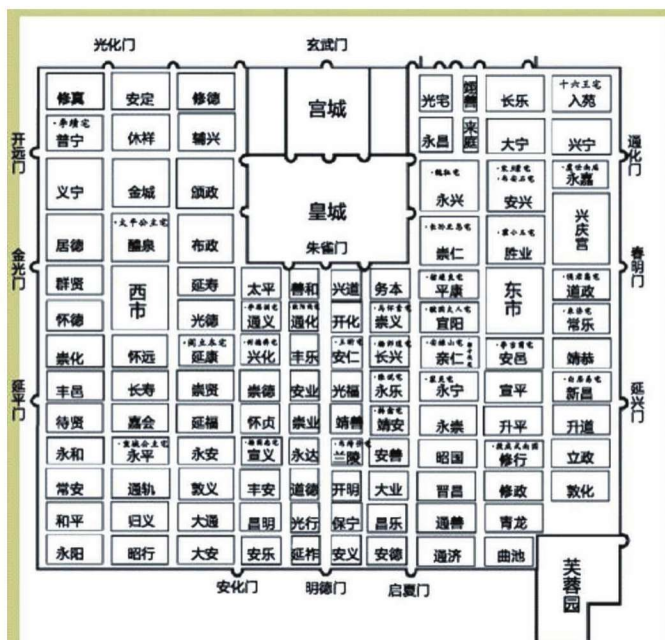 光化门 玄武门
修真 安定 修德 宫城 光宅 翊善 长乐 十六王宅
入苑
开远门 普宁 休祥 辅兴 永昌 来庭 大宁 兴宁 通化门
义宁 金城 颁政 皇城 永兴 安兴 永嘉
太平公主宅
居德 醴泉 布政 朱雀门 崇仁 胜业 兴庆宫
金光门 群贤 西市 延寿 太平 善和 兴道 务本 平康 东市 道政 春明门
怀德 光德 通义 通化 开化 崇义 宣阳 常乐
崇化 怀远 延康 兴化 丰乐 安仁 长兴 亲仁 安邑 靖恭
延平门 丰邑 长寿 崇贤 崇德 安业 光福 永乐 永宁 宣平 新昌 延兴门
待贤 嘉会 延福 怀贞 崇业 靖善 靖安 永崇 升平 升道
永和 永平 永安 宣义 永达 兰陵 安善 昭国 修行 立政
常安 通轨 敦义 丰安 道德 开明 大业 晋昌 修政 敦化
和平 归义 大通 昌明 光行 保宁 昌乐 通善 青龙
永阳 昭行 大安 安乐 延祚 安义 安德 通济 曲池 芙蓉园
安化门 明德门 启夏门